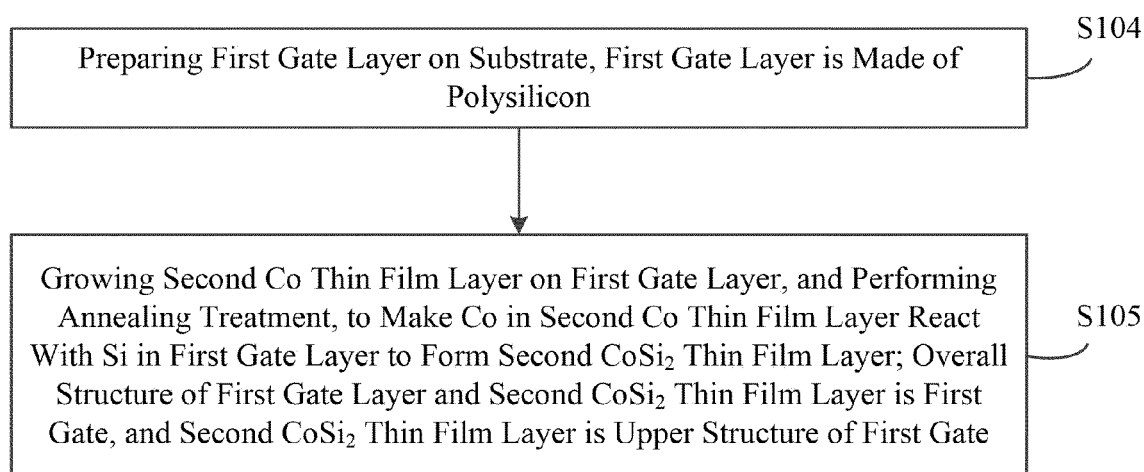 S104
Preparing First Gate Layer on Substrate, First Gate Layer is Made of
Polysilicon
Growing Second Co Thin Film Layer on First Gate Layer, and Performing
Annealing Treatment, to Make Co in Second Co Thin Film Layer React
S105
With Si in First Gate Layer to Form Second CoSi₂ Thin Film Layer; Overall
Structure of First Gate Layer and Second CoSi₂ Thin Film Layer is First
Gate, and Second CoSi₂ Thin Film Layer is Upper Structure of First Gate